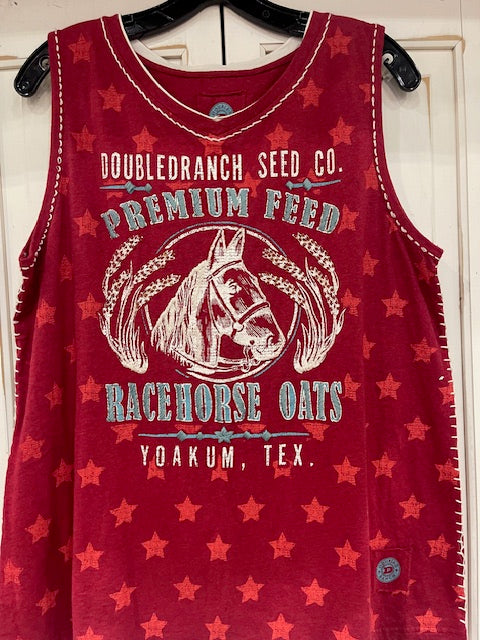 DOUBLEDRANCH SEED CO.
PREMIUM FEED
RACEHORSE OATS
YOAKUM, TEX.